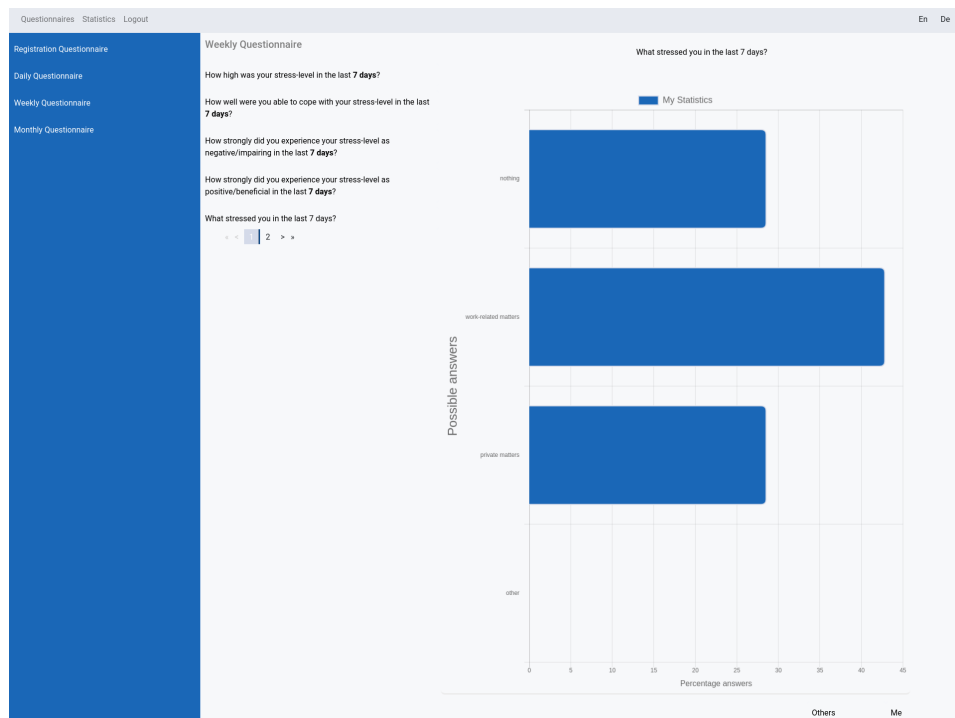 Questionnaires Statistics Logout
En De
Registration Questionnaire
Daily Questionnaire
Weekly Questionnaire
Monthly Questionnaire
Weekly Questionnaire
How high was your stress-level in the last 7 days?
How well were you able to cope with your stress-level in the last
7 days?
How strongly did you experience your stress-level as
negative/impairing in the last 7 days?
How strongly did you experience your stress-level as
positive/beneficial in the last 7 days?
What stressed you in the last 7 days?
« < 1 2 > »
What stressed you in the last 7 days?
My Statistics
Possible answers
nothing
work-related matters
private matters
other
0 5 10 15 20 25 30 35 40 45
Percentage answers
Others Me